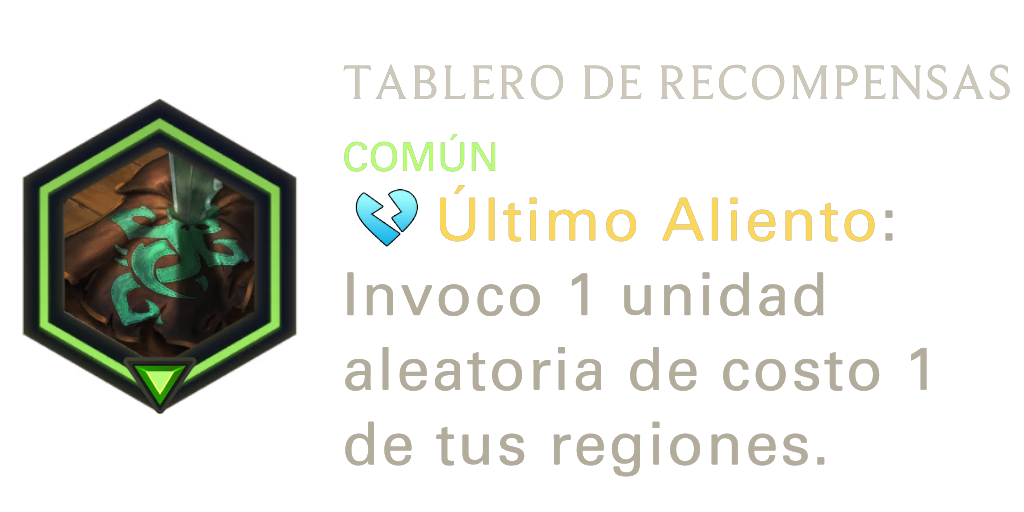 TABLERO DE RECOMPENSAS
COMÚN
Último Aliento:
Invoco 1 unidad
aleatoria de costo 1
de tus regiones.